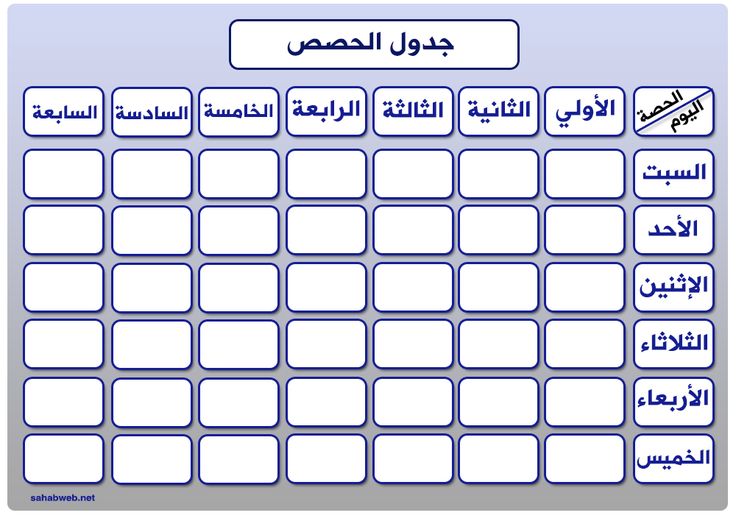 جدول الحصص
الحصة
اليوم
الأولي الثانية الثالثة الرابعة الخامسة السادسة السابعة
السبت
الأحد
الإثنين
الثلاثاء
الأربعاء
الخميس
sahabweb.net